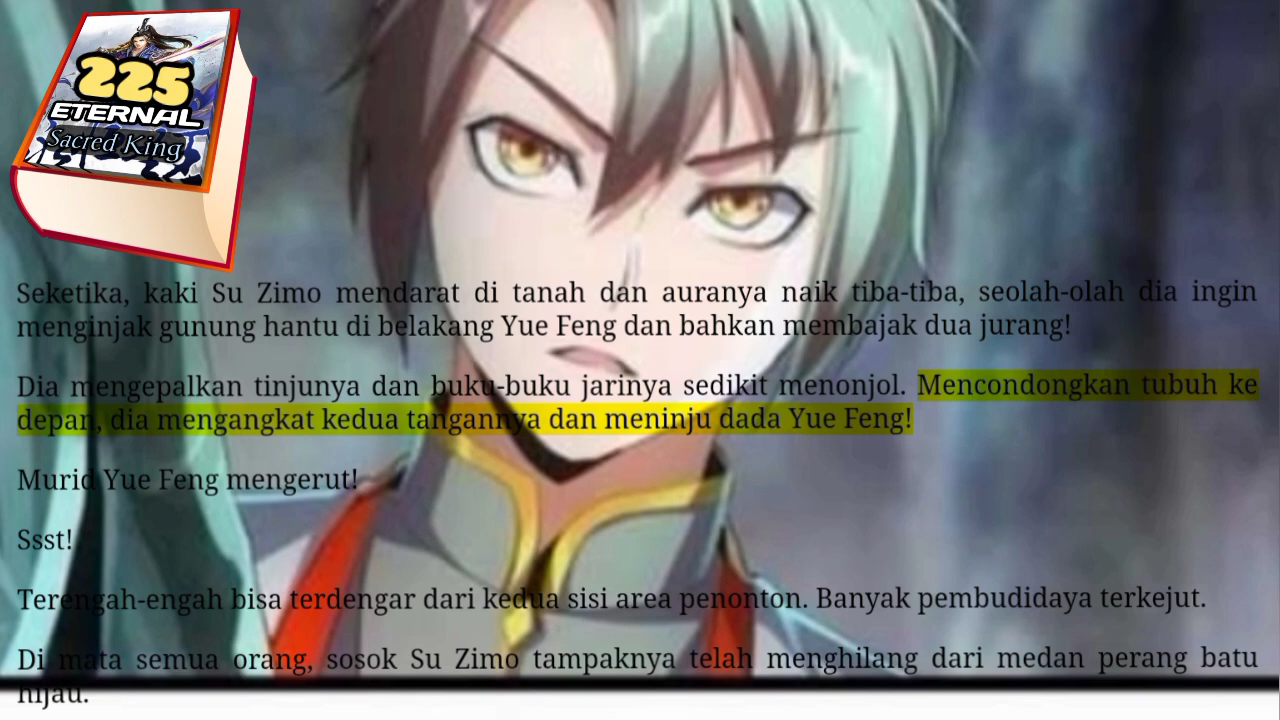 225
ETERNAL
Sacred King
Seketika, kaki Su Zimo mendarat di tanah dan auranya naik tiba-tiba, seolah-olah dia ingin
menginjak gunung hantu di belakang Yue Feng dan bahkan membajak dua jurang!
Dia mengepalkan tinjunya dan buku-buku jarinya sedikit menonjol. Mencondongkan tubuh ke
depan, dia mengangkat kedua tangannya dan meninju dada Yue Feng!
Murid Yue Feng mengerut!
Ssst!
Terengah-engah bisa terdengar dari kedua sisi area penonton. Banyak pembudidaya terkejut.
Di mata semua orang, sosok Su Zimo tampaknya telah menghilang dari medan perang batu
hijau.